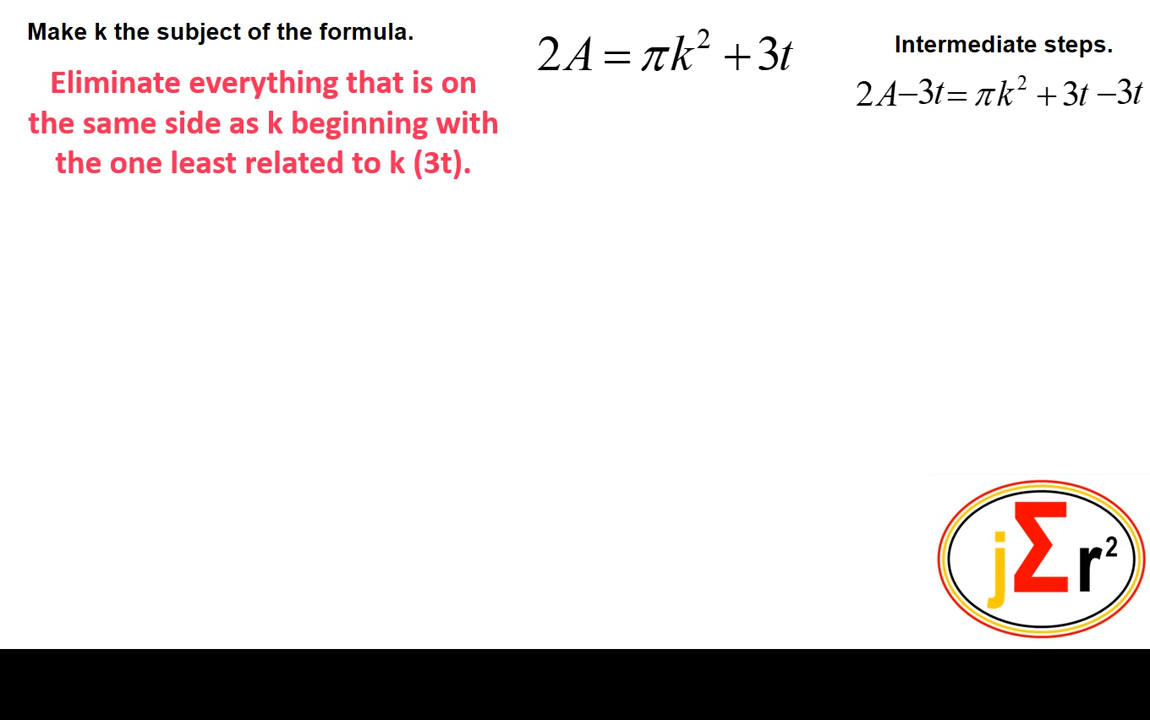 Make k the subject of the formula.
2A = πk² + 3t
Intermediate steps.
Eliminate everything that is on
the same side as k beginning with
the one least related to k (3t).
2A−3t= πk² + 3t −3t
jΣr²